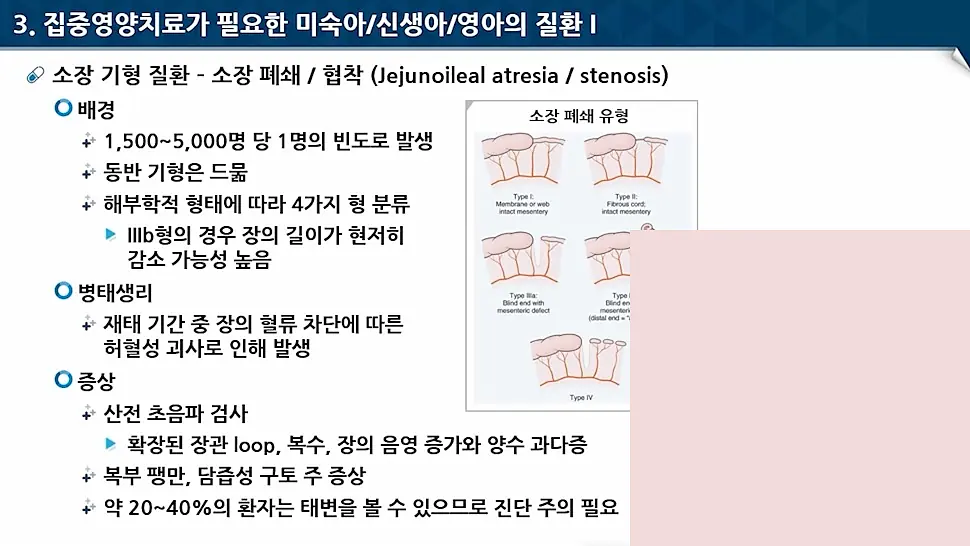 3. 집중영양치료가 필요한 미숙아/신생아/영아의 질환 I
소장 기형 질환 - 소장 폐쇄 / 협착 (Jejunoileal atresia / stenosis)
배경
1,500~5,000명 당 1명의 빈도로 발생
동반 기형은 드묾
해부학적 형태에 따라 4가지 형 분류
IIIb형의 경우 장의 길이가 현저히
감소 가능성 높음
병태생리
재태 기간 중 장의 혈류 차단에 따른
허혈성 괴사로 인해 발생
증상
산전 초음파 검사
확장된 장관 loop, 복수, 장의 음영 증가와 양수 과다증
복부 팽만, 담즙성 구토 주 증상
약 20~40%의 환자는 태변을 볼 수 있으므로 진단 주의 필요
소장 폐쇄 유형
Type I:
Membrane or web
intact mesentery
Type II:
Fibrous cord;
intact mesentery
Type IIIa:
Blind end with
mesenteric defect
Type
Blind en
mesenteric
(distal end =
Type IV